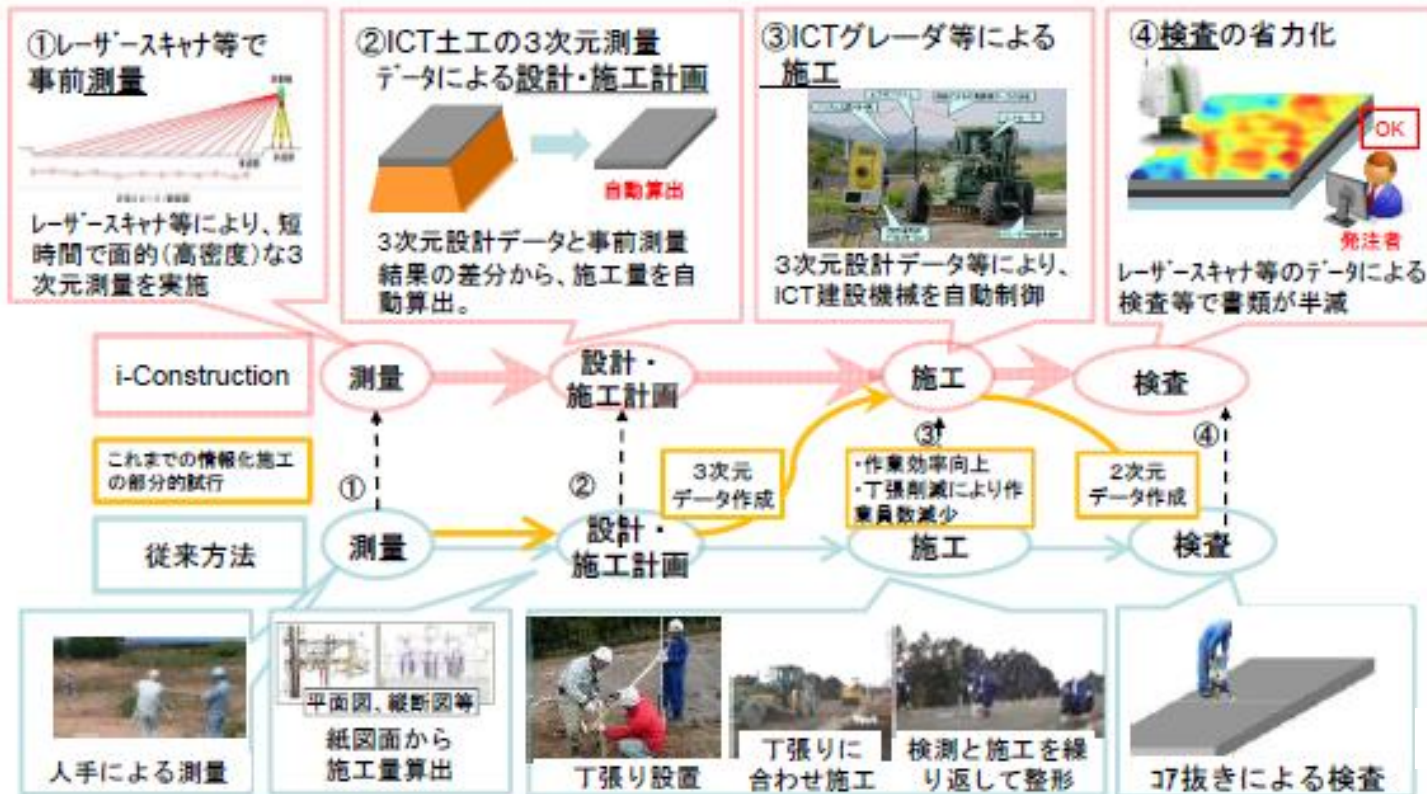 ①レーザースキャナ等で
事前測量
レーザースキャナ等により、短
時間で面的(高密度)な3
次元測量を実施
②ICT土工の3次元測量
データによる設計・施工計画
自動算出
3次元設計データと事前測量
結果の差分から、施工量を自
動算出。
③ICTグレーダ等による
施工
3次元設計データ等により、
ICT建設機械を自動制御
④検査の省力化
OK
発注者
レーザースキャナ等のデータによる
検査等で書類が半減
i-Construction
測量
設計・
施工計画
施工
検査
これまでの情報化施工
の部分的試行
①
②
3次元
データ作成
③
・作業効率向上
・丁張削減により作
業員数減少
2次元
データ作成
④
従来方法
測量
設計・
施工計画
施工
検査
人手による測量
平面図、縦断図等
紙図面から
施工量算出
丁張り設置
丁張りに
合わせ施工
検測と施工を繰
り返して整形
コア抜きによる検査